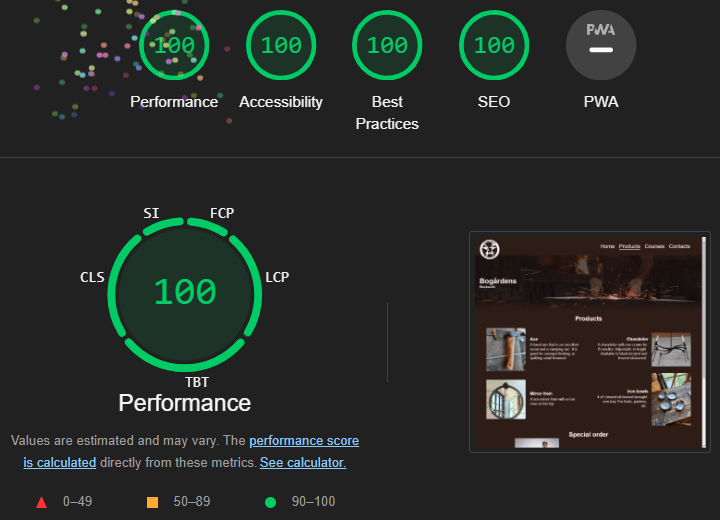 100
100
100
100
PWA
Performance
Accessibility
Best
Practices
SEO
PWA
SI
FCP
CLS
LCP
100
TBT
Performance
Values are estimated and may vary. The performance score
is calculated directly from these metrics. See calculator.
0–49
50–89
90–100
Home Products Courses Contacts
Bogårdens
Products
Axe
Chandelier
Mirror Iron
Iron bowls
Special order